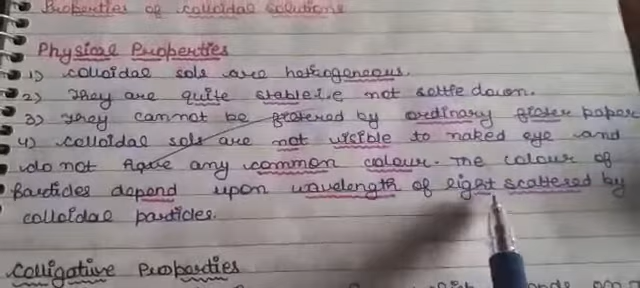 Properties of colloidal solutions
Physical Properties
1) colloidal sols are hetrogeneous.
2) They are quite stable i.e not settle down.
3) They cannot be filtered by ordinary filter paper
4) colloidal sols are not visible to naked eye and
do not have any common colour. The colour of
Particles depend upon wavelength of light scattered by
colloidal particles.
Colligative Properties